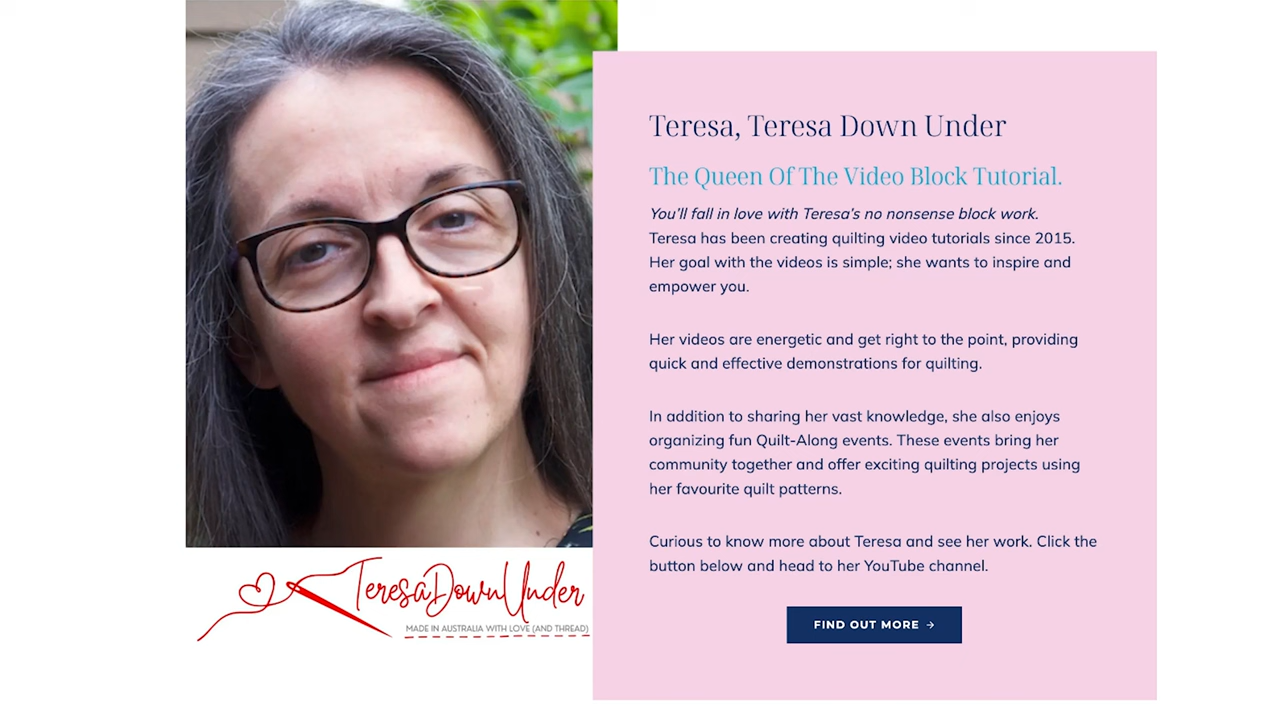 Teresa, Teresa Down Under
The Queen Of The Video Block Tutorial.
You'll fall in love with Teresa's no nonsense block work.
Teresa has been creating quilting video tutorials since 2015.
Her goal with the videos is simple; she wants to inspire and
empower you.
Her videos are energetic and get right to the point, providing
quick and effective demonstrations for quilting.
In addition to sharing her vast knowledge, she also enjoys
organizing fun Quilt-Along events. These events bring her
community together and offer exciting quilting projects using
her favourite quilt patterns.
Curious to know more about Teresa and see her work. Click the
button below and head to her YouTube channel.
FIND OUT MORE →
TeresaDownUnder
MADE IN AUSTRALIA WITH LOVE (AND THREAD)